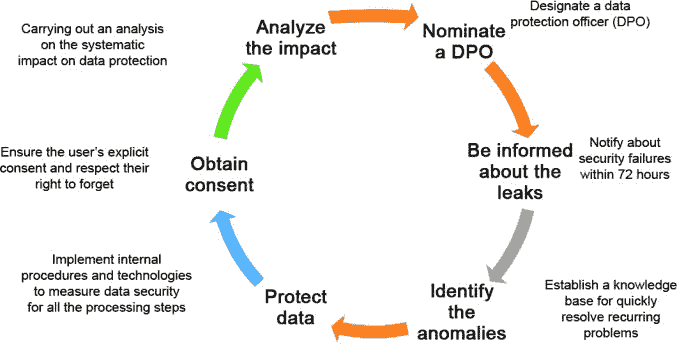 Carrying out an analysis
on the systematic
impact on data protection
Analyze
the impact
Nominate
a DPO
Designate a data
protection officer (DPO)
Be informed
about the
leaks
Notify about
security failures
within 72 hours
Identify
the
anomalies
Establish a knowledge
base for quickly
resolve recurring
problems
Protect
data
Implement internal
procedures and technologies
to measure data security
for all the processing steps
Obtain
consent
Ensure the user's explicit
consent and respect their
right to forget